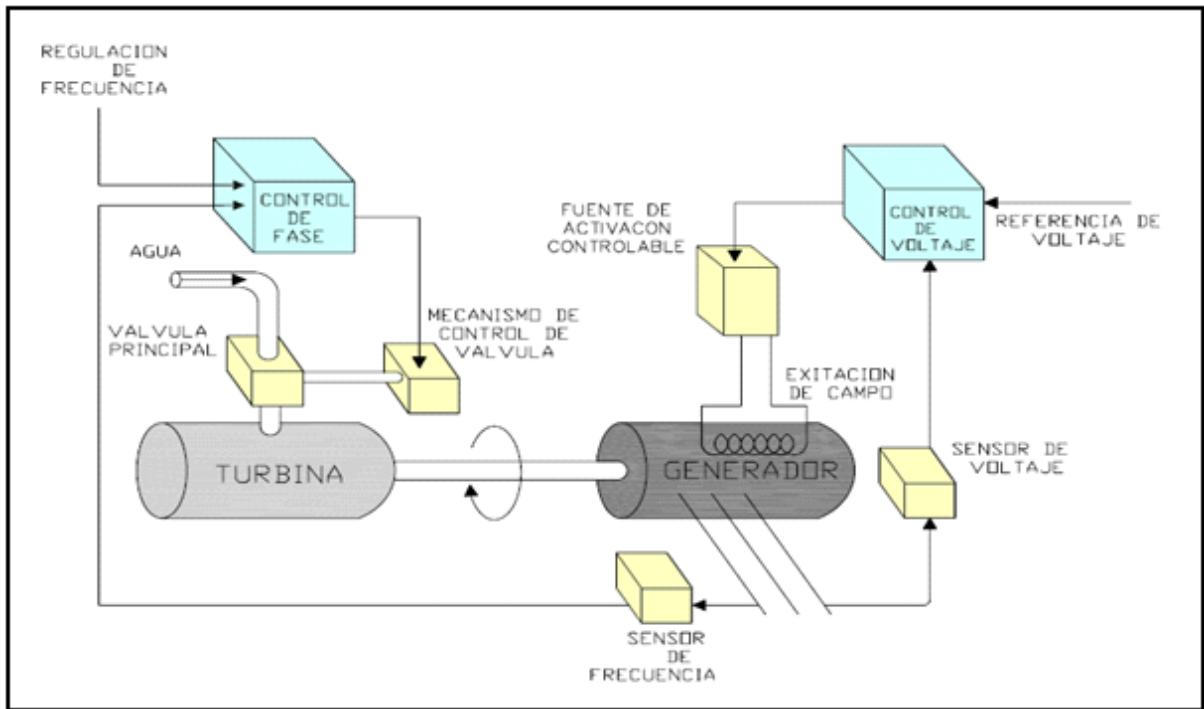 REGULACION
DE
FRECUENCIA
CONTROL
DE
FASE
AGUA
VALVULA
PRINCIPAL
MECANISMO DE
CONTROL DE
VALVULA
FUENTE DE
ACTIVACON
CONTROLABLE
CONTROL
DE
VOLTAJE
REFERENCIA DE
VOLTAJE
EXITACION
DE CAMPO
TURBINA
GENERADOR
SENSOR DE
VOLTAJE
SENSOR
DE
FRECUENCIA